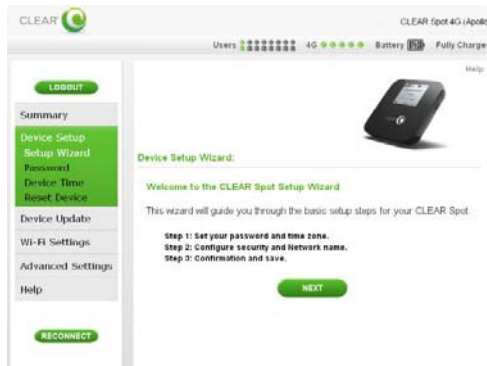 CLEAR
CLEAR Spot 4G (Apollo
Users 4G Battery Fully Charge
Help
LOGOUT
Summary
Device Setup
Setup Wizard
Password
Device Time
Reset Device
Device Update
Wi-Fi Settings
Advanced Settings
Help
RECONNECT
Device Setup Wizard:
Welcome to the CLEAR Spot Setup Wizard
This wizard will guide you through the basic setup steps for your CLEAR Spot.
Step 1: Set your password and time zone.
Step 2: Configure security and Network name.
Step 3: Confirmation and save.
NEXT